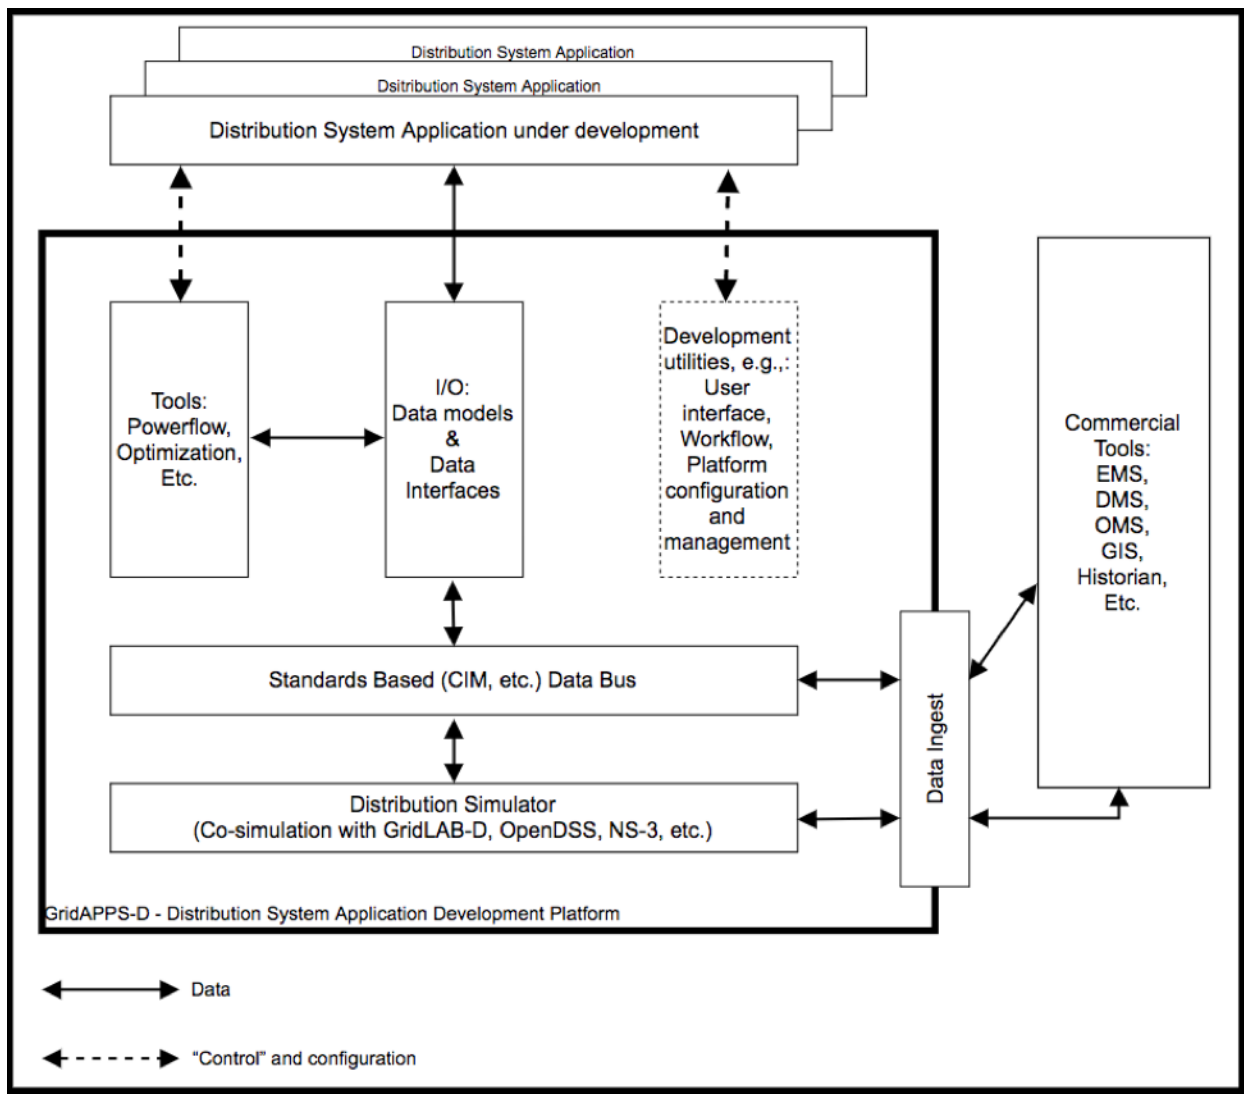 Distribution System Application
Dsitribution System Application
Distribution System Application under development
Tools:
Powerflow,
Optimization,
Etc.
I/O:
Data models
&
Data
Interfaces
Development
utilities, e.g.,:
User
interface,
Workflow,
Platform
configuration
and
management
Commercial
Tools:
EMS,
DMS,
OMS,
GIS,
Historian,
Etc.
Standards Based (CIM, etc.) Data Bus
Data Ingest
Distribution Simulator
(Co-simulation with GridLAB-D, OpenDSS, NS-3, etc.)
GridAPPS-D - Distribution System Application Development Platform
Data
“Control” and configuration